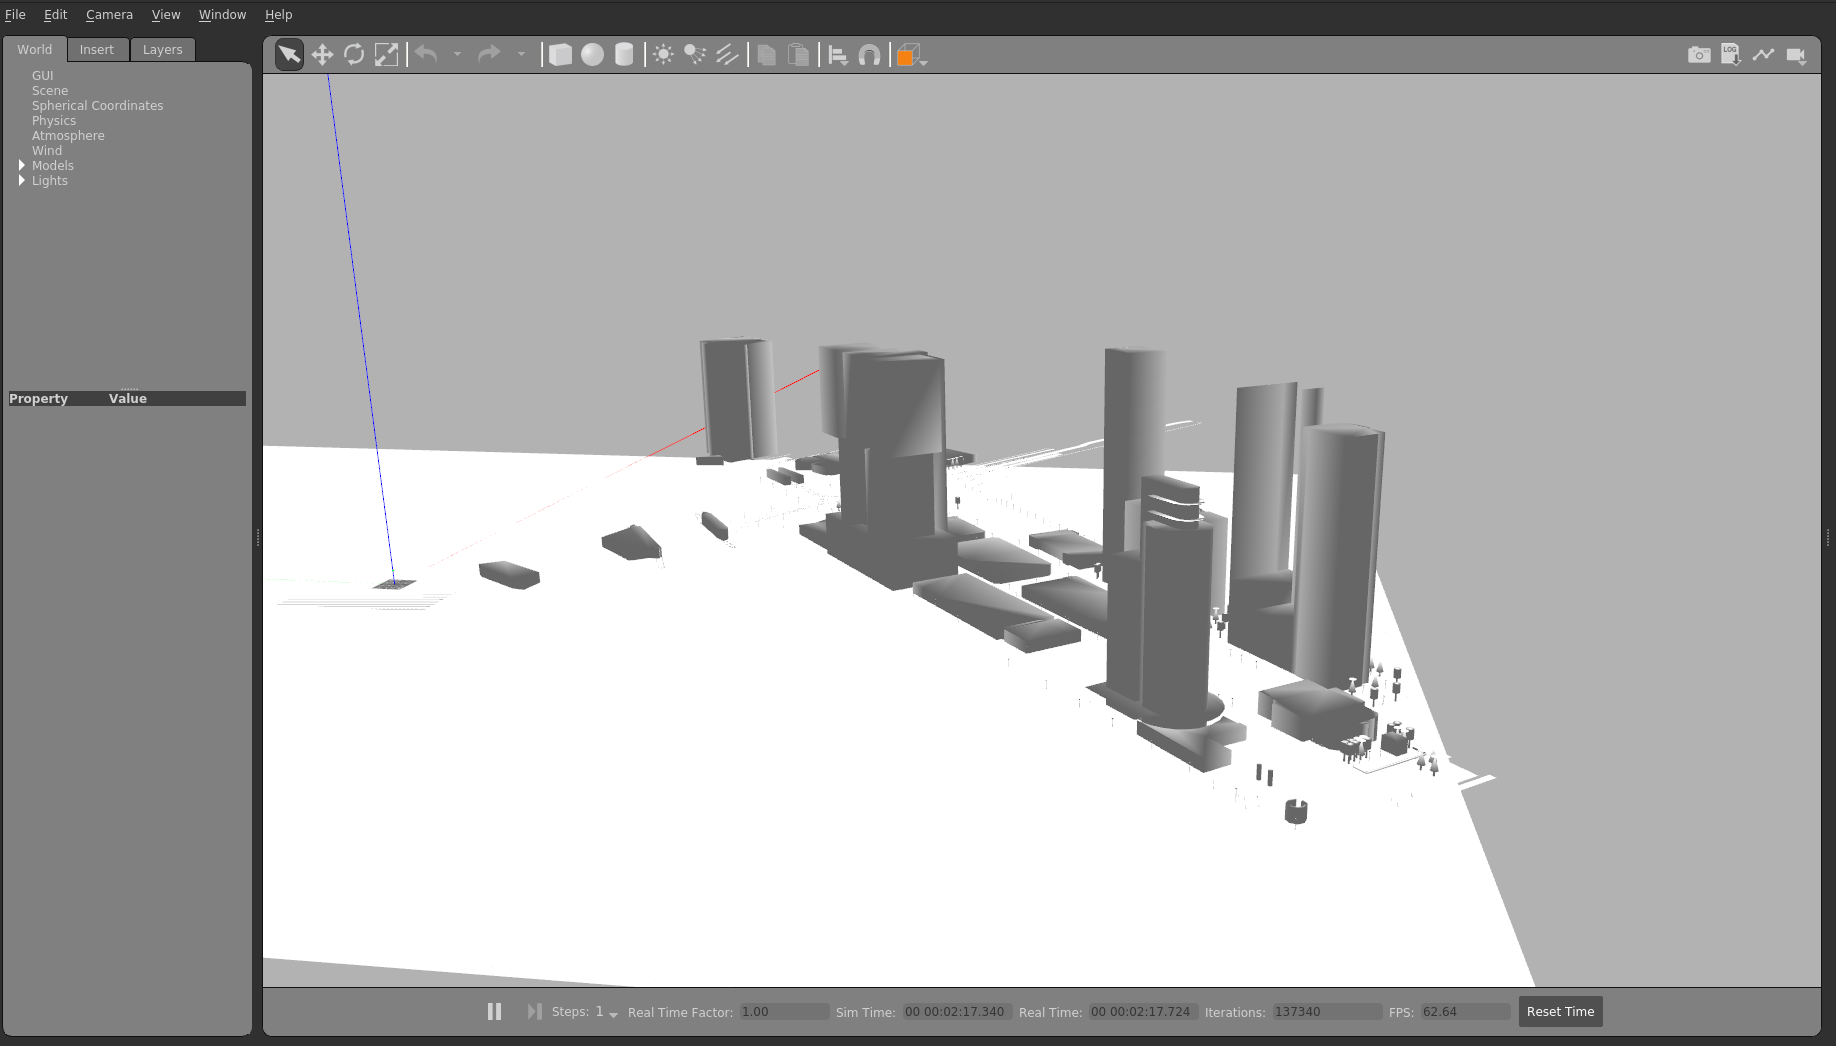 File Edit Camera View Window Help
World Insert Layers
GUI
Scene
Spherical Coordinates
Physics
Atmosphere
Wind
Models
Lights
LOG
Property Value
Steps: 1 Real Time Factor: 1.00 Sim Time: 00 00:02:17.340 Real Time: 00 00:02:17.724 Iterations: 137340 FPS: 62.64 Reset Time